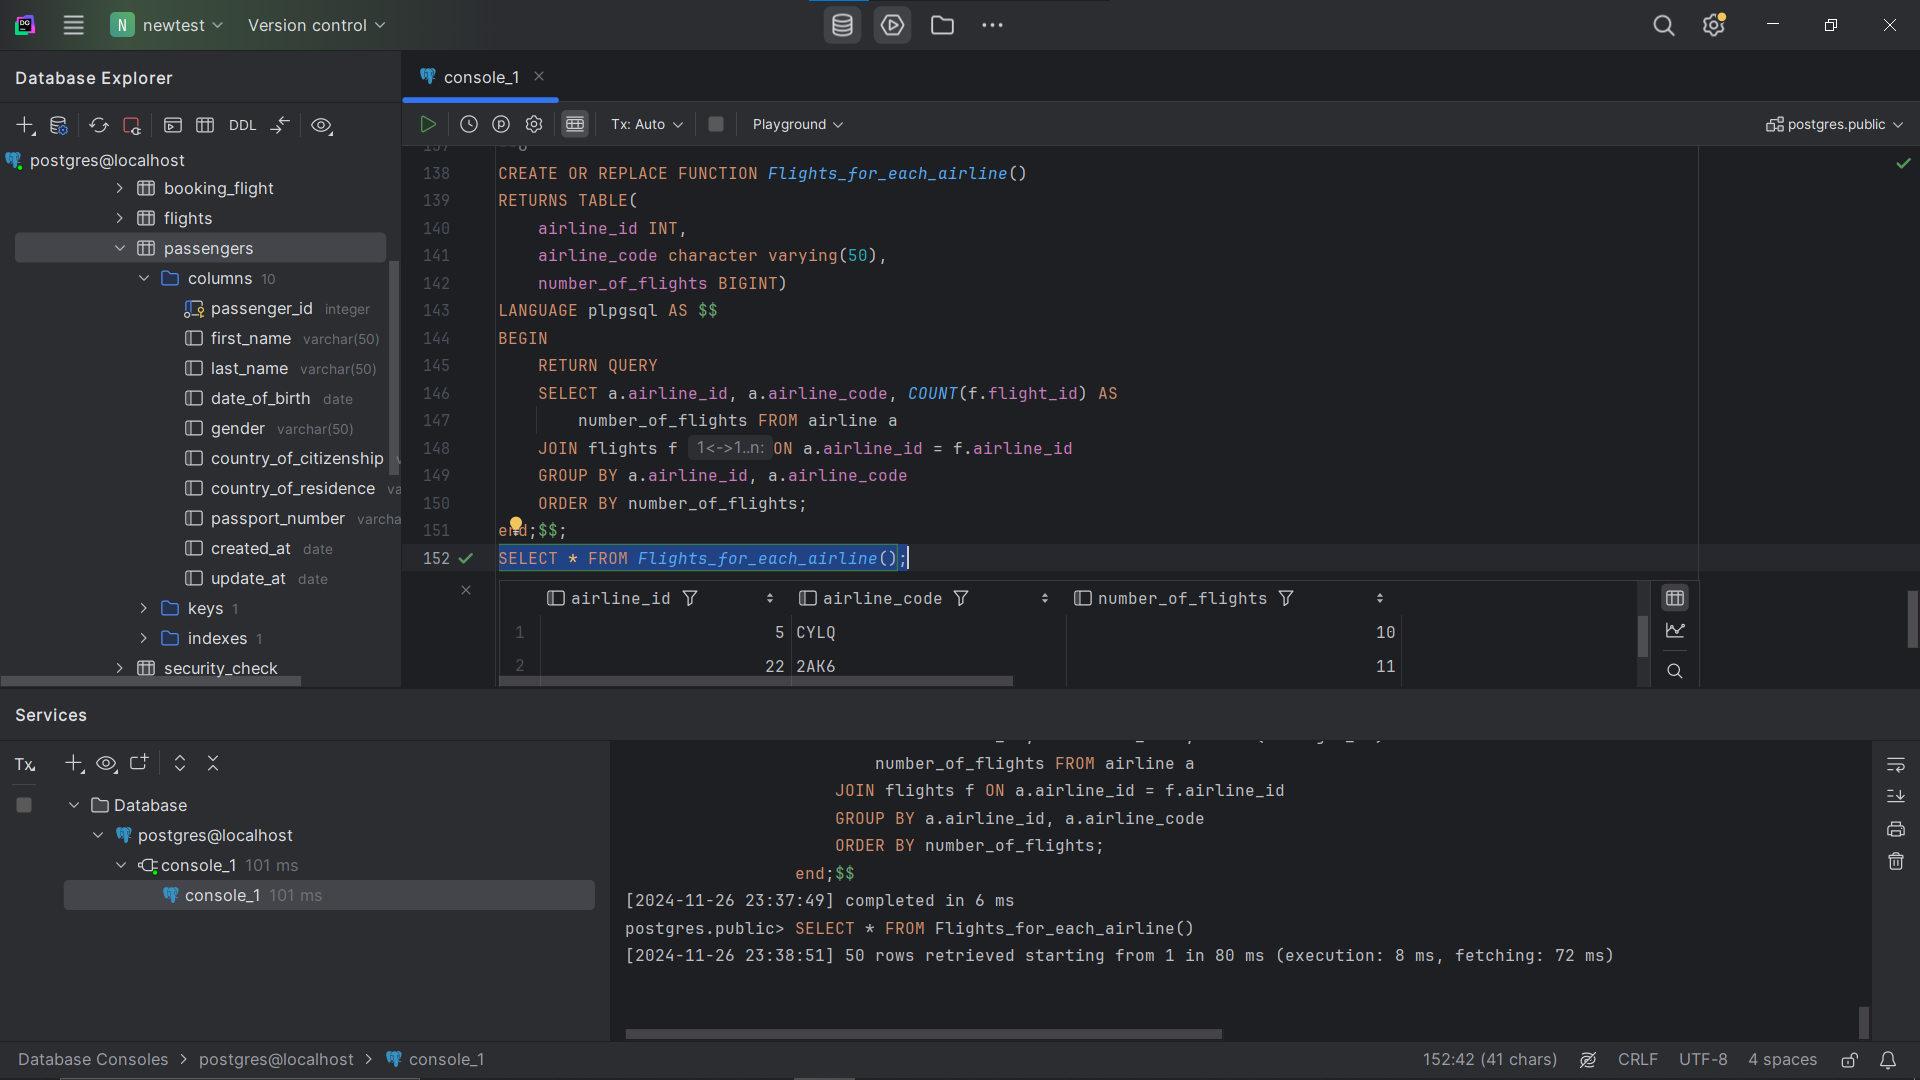 N newtest
Version control
Database Explorer
console_1
DDL
Tx: Auto
Playground
postgres.public
postgres@localhost
booking_flight
flights
passengers
columns 10
passenger_id integer
first_name varchar(50)
last_name varchar(50)
date_of_birth date
gender varchar(50)
country_of_citizenship
country_of_residence va
passport_number varcha
created_at date
update_at date
keys 1
indexes 1
security_check
138 CREATE OR REPLACE FUNCTION Flights_for_each_airline()
139 RETURNS TABLE(
140 airline_id INT,
141 airline_code character varying(50),
142 number_of_flights BIGINT)
143 LANGUAGE plpgsql AS $$
144 BEGIN
145 RETURN QUERY
146 SELECT a.airline_id, a.airline_code, COUNT(f.flight_id) AS
147 number_of_flights FROM airline a
148 JOIN flights f 1<->1..n: ON a.airline_id = f.airline_id
149 GROUP BY a.airline_id, a.airline_code
150 ORDER BY number_of_flights;
151 end;$$;
152 SELECT * FROM Flights_for_each_airline();
airline_id airline_code number_of_flights
1 5 CYLQ 10
2 22 2AK6 11
Services
Tx
Database
postgres@localhost
console_1 101 ms
console_1 101 ms
number_of_flights FROM airline a
JOIN flights f ON a.airline_id = f.airline_id
GROUP BY a.airline_id, a.airline_code
ORDER BY number_of_flights;
end;$$
[2024-11-26 23:37:49] completed in 6 ms
postgres.public> SELECT * FROM Flights_for_each_airline()
[2024-11-26 23:38:51] 50 rows retrieved starting from 1 in 80 ms (execution: 8 ms, fetching: 72 ms)
Database Consoles > postgres@localhost > console_1
152:42 (41 chars)
CRLF
UTF-8
4 spaces